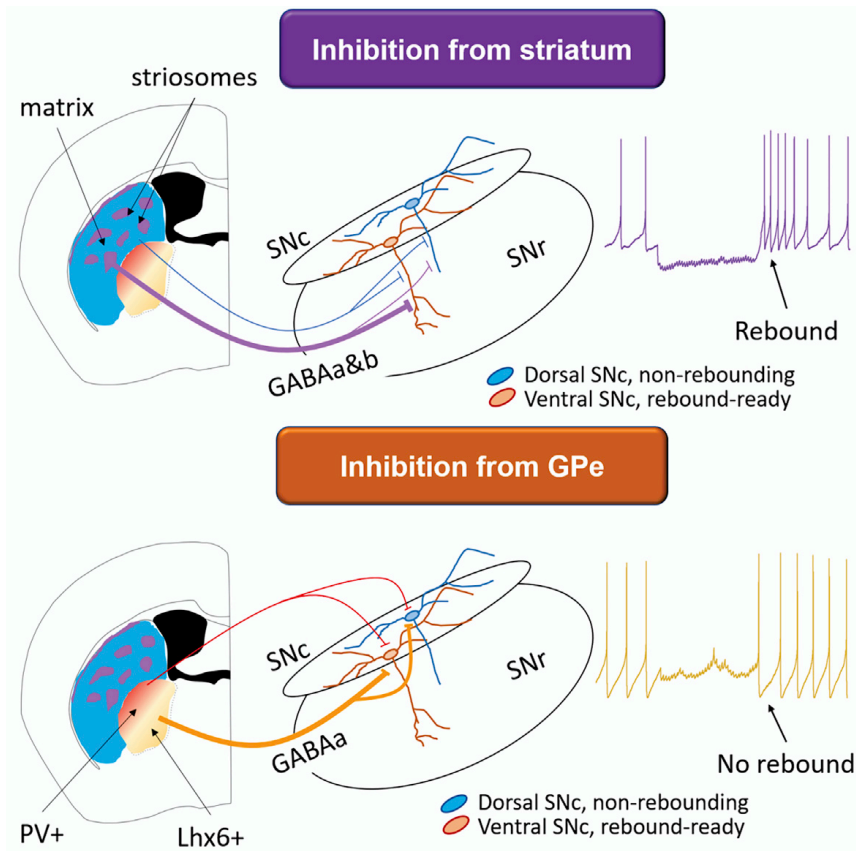 Inhibition from striatum
striosomes
matrix
SNc
SNr
GABAa&b
Rebound
Dorsal SNc, non-rebounding
Ventral SNc, rebound-ready
Inhibition from GPe
SNc
SNr
GABAa
No rebound
Dorsal SNc, non-rebounding
Ventral SNc, rebound-ready
PV+
Lhx6+